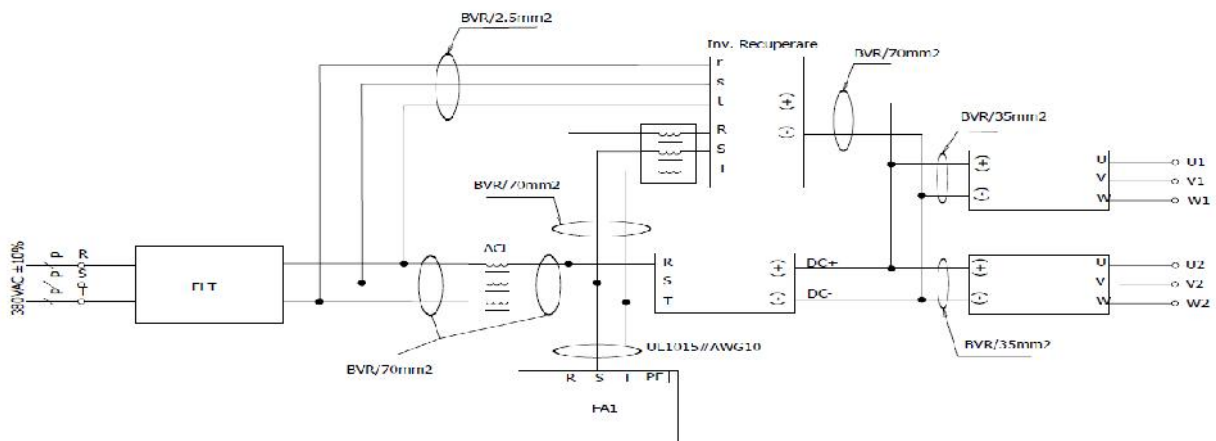 BVR/2.5mm2
Inv. Recuperare
BVR/70mm2
r
s
t
(+)
(-)
R
S
T
BVR/35mm2
(+)
(-)
U
V
W
U1
V1
W1
BVR/70mm2
380VAC ±10%
R
S
T
FLT
ACL
R
S
T
(+)
(-)
DC+
DC-
(+)
(-)
U
V
W
U2
V2
W2
BVR/70mm2
UL1015//AWG10
BVR/35mm2
R S T PE